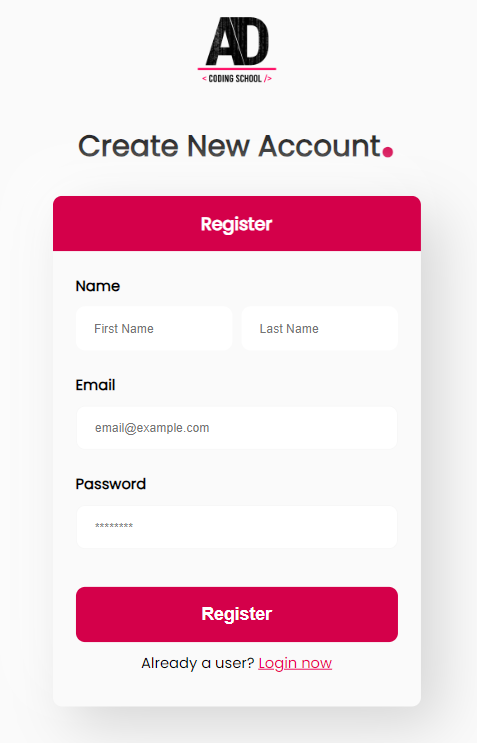 AD
< CODING SCHOOL />
Create New Account.
Register
Name
First Name Last Name
Email
email@example.com
Password
********
Register
Already a user? Login now